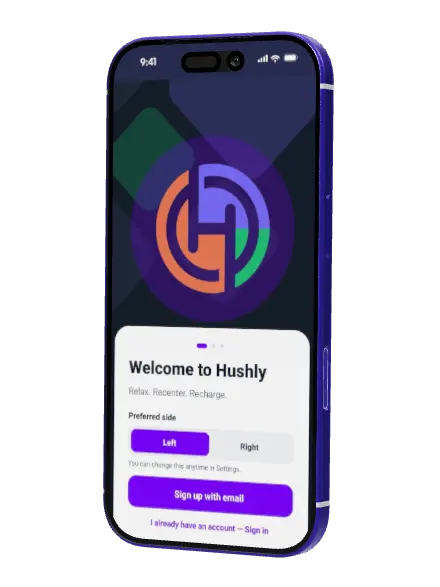 9:41
Welcome to Hushly
Relax. Recenter. Recharge.
Preferred side
Left
Right
You can change this anytime in Settings.
Sign up with email
I already have an account — Sign in